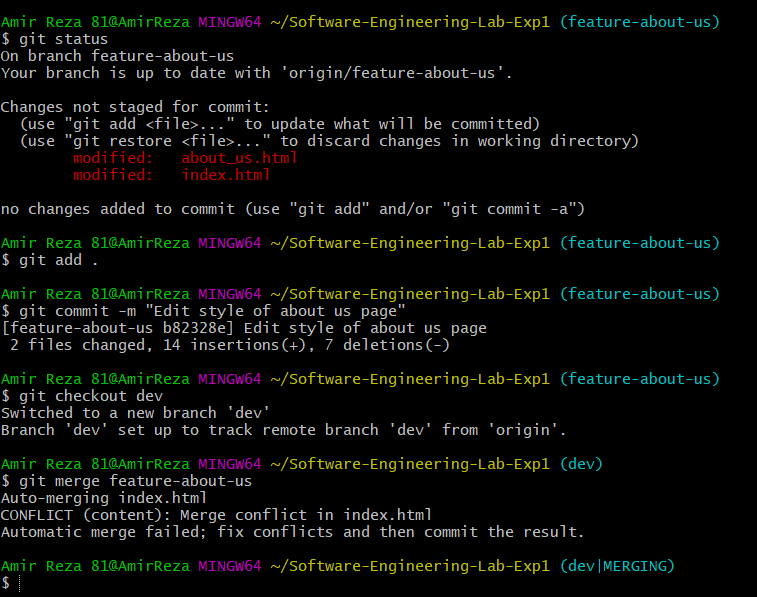 Amir Reza 81@AmirReza MINGW64 ~/Software-Engineering-Lab-Exp1 (feature-about-us)
$ git status
On branch feature-about-us
Your branch is up to date with 'origin/feature-about-us'.
Changes not staged for commit:
  (use "git add <file>..." to update what will be committed)
  (use "git restore <file>..." to discard changes in working directory)
        modified:   about_us.html
        modified:   index.html
no changes added to commit (use "git add" and/or "git commit -a")
Amir Reza 81@AmirReza MINGW64 ~/Software-Engineering-Lab-Exp1 (feature-about-us)
$ git add .
Amir Reza 81@AmirReza MINGW64 ~/Software-Engineering-Lab-Exp1 (feature-about-us)
$ git commit -m "Edit style of about us page"
[feature-about-us b82328e] Edit style of about us page
 2 files changed, 14 insertions(+), 7 deletions(-)
Amir Reza 81@AmirReza MINGW64 ~/Software-Engineering-Lab-Exp1 (feature-about-us)
$ git checkout dev
Switched to a new branch 'dev'
Branch 'dev' set up to track remote branch 'dev' from 'origin'.
Amir Reza 81@AmirReza MINGW64 ~/Software-Engineering-Lab-Exp1 (dev)
$ git merge feature-about-us
Auto-merging index.html
CONFLICT (content): Merge conflict in index.html
Automatic merge failed; fix conflicts and then commit the result.
Amir Reza 81@AmirReza MINGW64 ~/Software-Engineering-Lab-Exp1 (dev|MERGING)
$